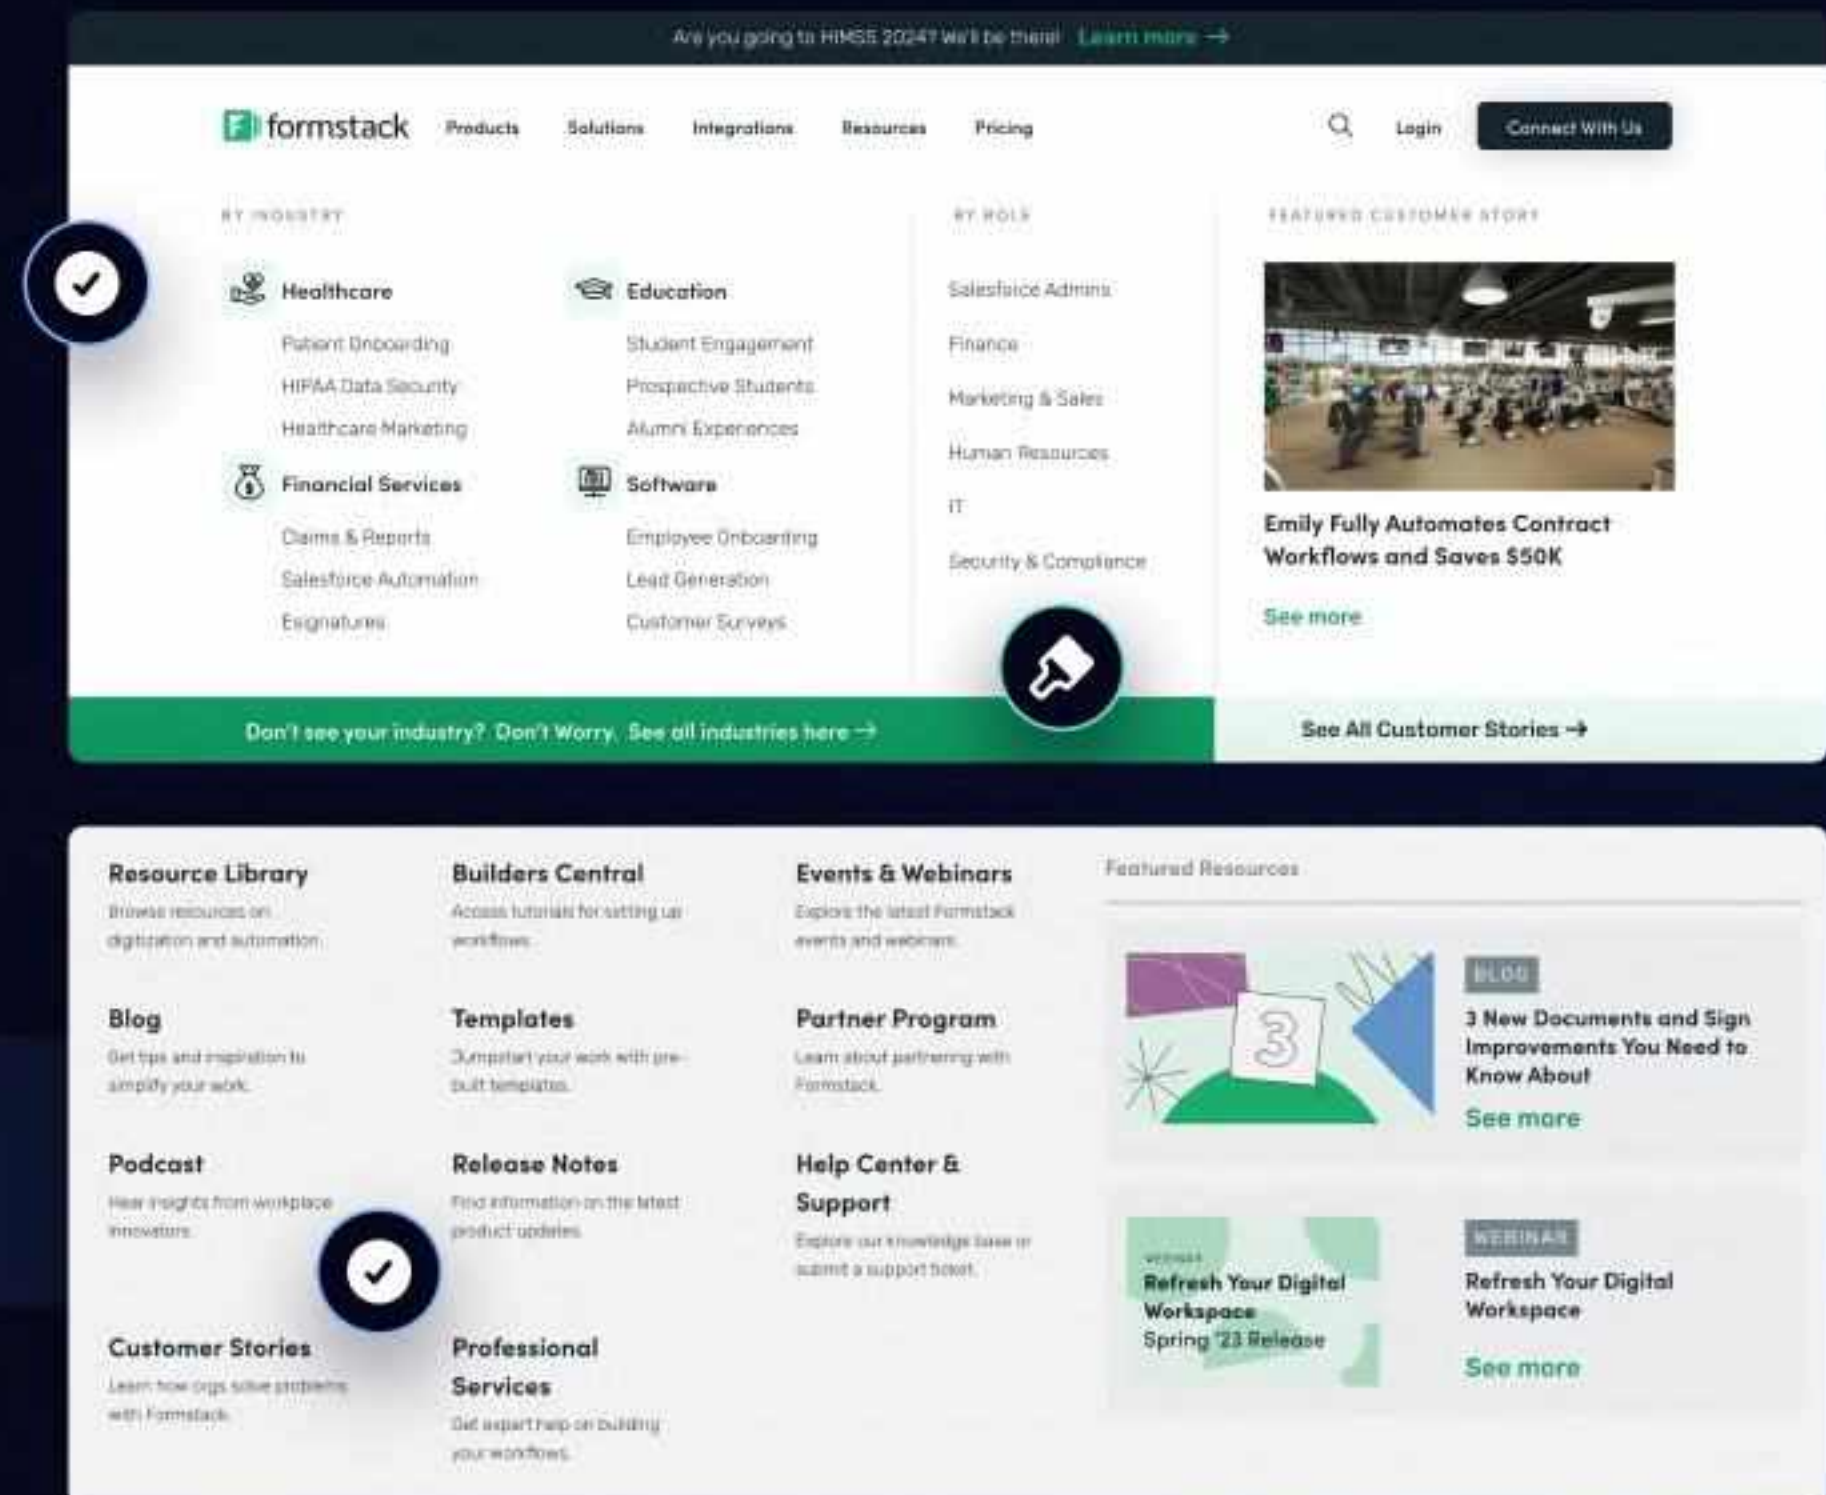 Are you going to HIMSS 2024? We'll be there! Learn more →
formstack
Products
Solutions
Integrations
Resources
Pricing
Login
Connect With Us
BY INDUSTRY
Healthcare
Patient Onboarding
HIPAA Data Security
Healthcare Marketing
Financial Services
Claims & Reports
Salesforce Automation
Esignatures
Education
Student Engagement
Prospective Students
Alumni Experiences
Software
Employee Onboarding
Lead Generation
Customer Surveys
BY ROLE
Salesforce Admins
Finance
Marketing & Sales
Human Resources
IT
Security & Compliance
FEATURED CUSTOMER STORY
Emily Fully Automates Contract
Workflows and Saves $50K
See more
Don't see your industry? Don't Worry. See all industries here →
See All Customer Stories →
Resource Library
Browse resources on
digitization and automation.
Blog
Get tips and inspiration to
simplify your work.
Podcast
Hear insights from workplace
innovators.
Customer Stories
Learn how orgs solve problems
with Formstack.
Builders Central
Access tutorials for setting up
workflows.
Templates
Jumpstart your work with pre-
built templates.
Release Notes
Find information on the latest
product updates.
Professional
Services
Get expert help on building
your workflows.
Events & Webinars
Explore the latest Formstack
events and webinars.
Partner Program
Learn about partnering with
Formstack.
Help Center &
Support
Explore our knowledge base or
submit a support ticket.
Featured Resources
3
BLOG
3 New Documents and Sign
Improvements You Need to
Know About
See more
WEBINAR
Refresh Your Digital
Workspace
Spring '23 Release
WEBINAR
Refresh Your Digital
Workspace
See more